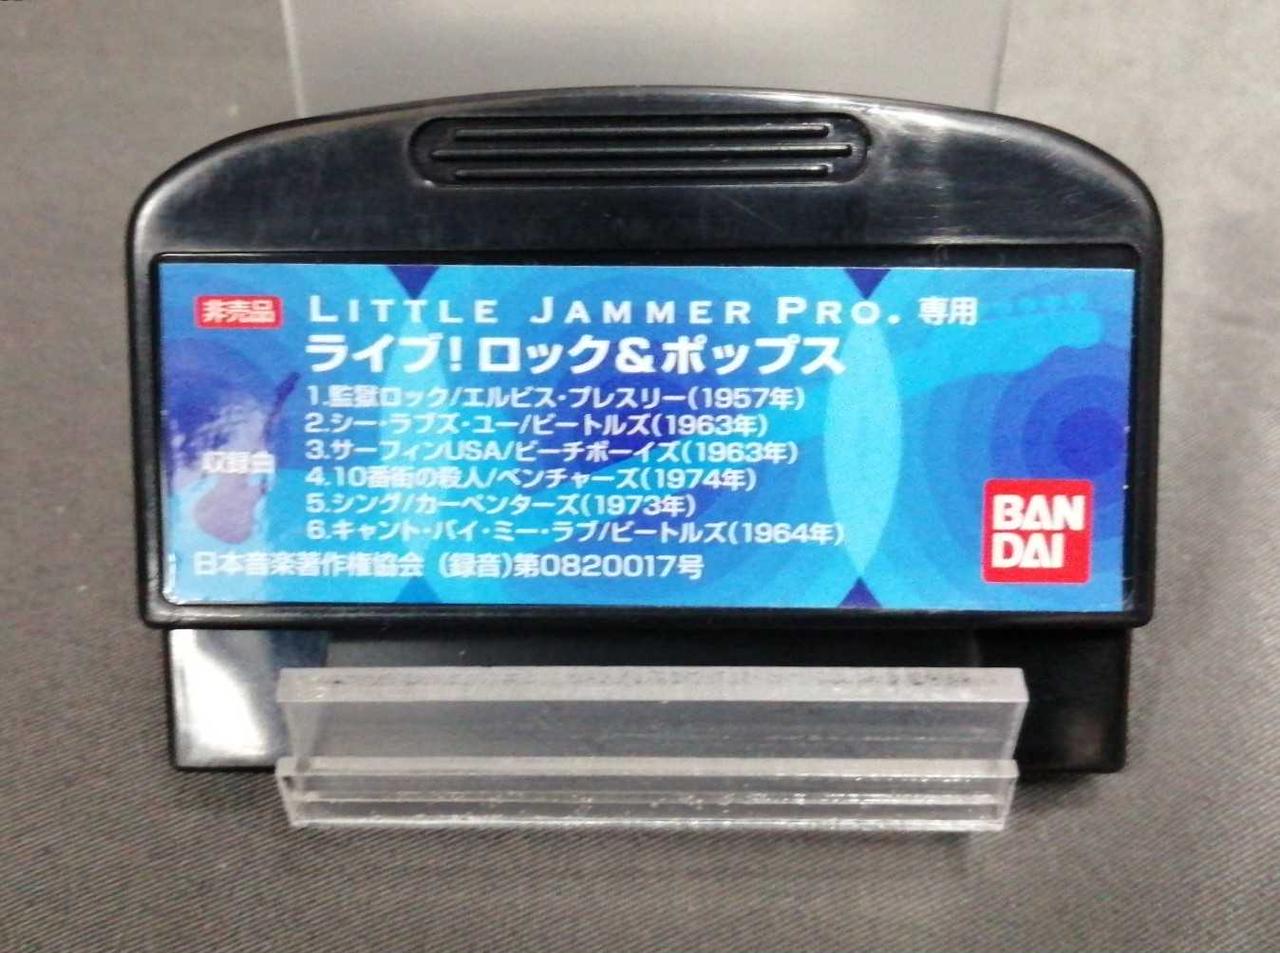 非売品 LITTLE JAMMER PRO. 専用
ライブ!ロック&ポップス
収録曲
1.監獄ロック/エルビス・プレスリー(1957年)
2.シー・ラブズ・ユー/ビートルズ(1963年)
3.サーフィンUSA/ビーチボーイズ(1963年)
4.10番街の殺人/ベンチャーズ(1974年)
5.シング/カーペンターズ(1973年)
6.キャント・バイ・ミー・ラブ/ビートルズ(1964年)
日本音楽著作権協会(録音)第0820017号
BAN
DAI